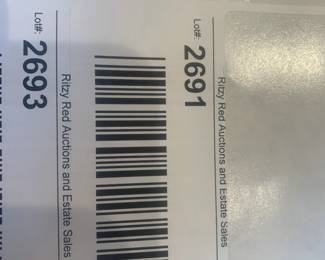 Ritzy Red Auctions and Estate Sales
Lot#: 2691
Ritzy Red Auctions and Estate Sales
Lot#: 2693